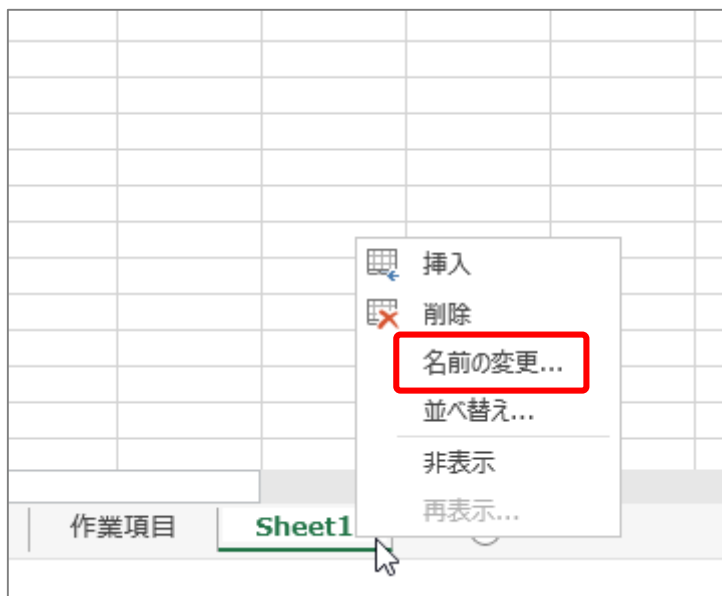 挿入
削除
名前の変更...
並べ替え...
非表示
再表示...
作業項目 Sheet1